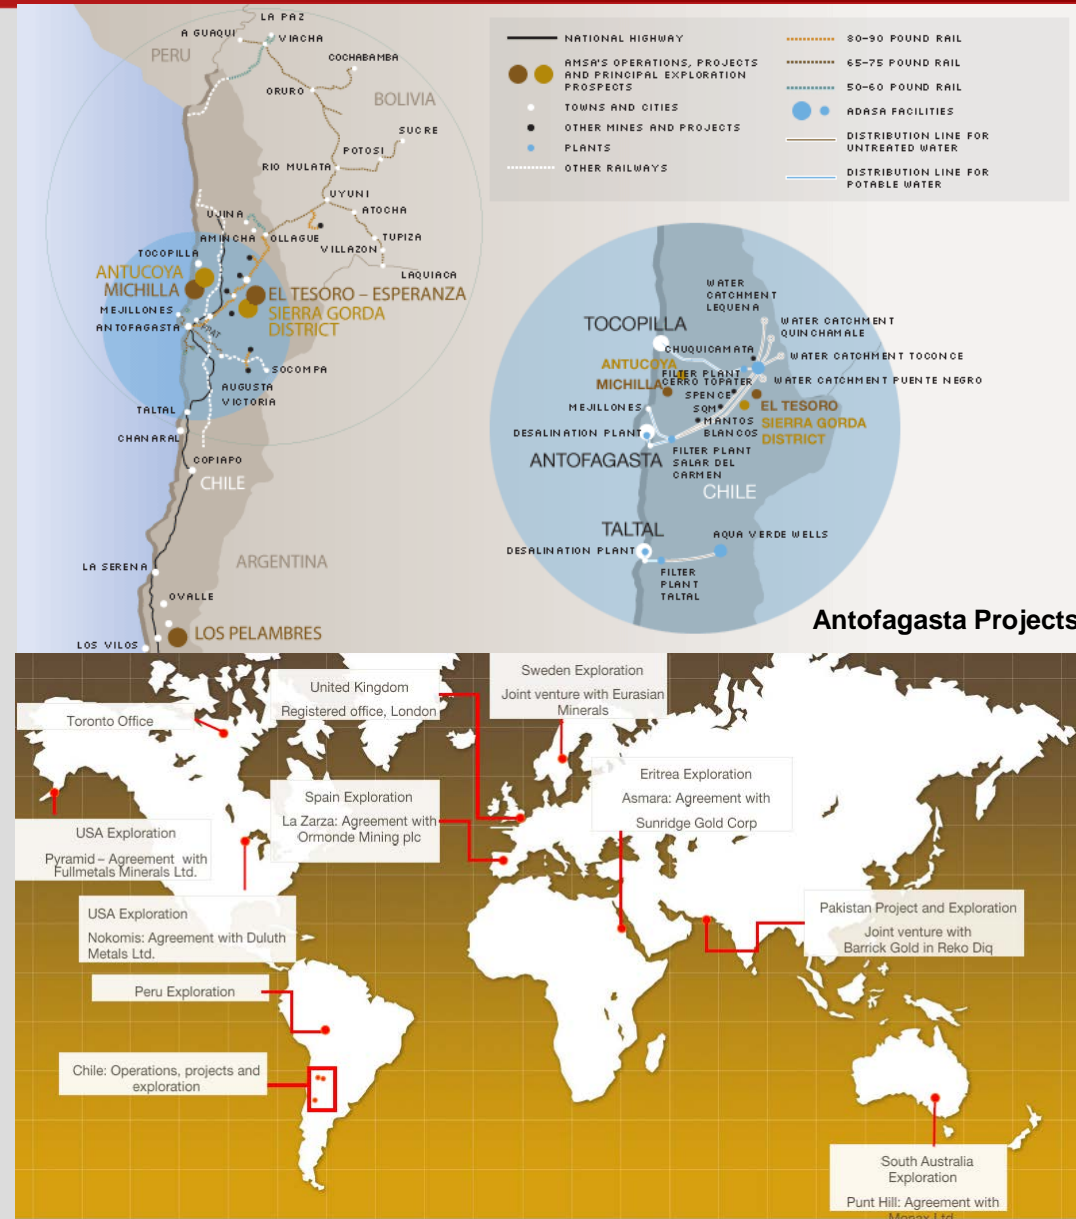 LA PAZ
A GUAQUI
VIACHA
PERU
COCHABAMBA
ORURO
BOLIVIA
SUCRE
POTOSI
RIO MULATA
UYUNI
UJINA
ATOCHA
AMINCHA
OLLAGUE
TUPIZA
VILLAZON
TOCOPILLA
LAQUIACA
ANTUCOYA
MICHILLA
EL TESORO – ESPERANZA
SIERRA GORDA
DISTRICT
MEJILLONES
ANTOFAGASTA
FPAT
SOCOMPA
AUGUSTA
VICTORIA
TALTAL
CHANARAL
COPIAPO
CHILE
ARGENTINA
LA SERENA
OVALLE
LOS PELAMBRES
LOS VILOS
NATIONAL HIGHWAY
AMSA'S OPERATIONS, PROJECTS
AND PRINCIPAL EXPLORATION
PROSPECTS
TOWNS AND CITIES
OTHER MINES AND PROJECTS
PLANTS
OTHER RAILWAYS
80-90 POUND RAIL
65-75 POUND RAIL
50-60 POUND RAIL
ADASA FACILITIES
DISTRIBUTION LINE FOR
UNTREATED WATER
DISTRIBUTION LINE FOR
POTABLE WATER
WATER
CATCHMENT
LEQUENA
WATER CATCHMENT
QUINCHAMALE
TOCOPILLA
CHUQUICAMATA
WATER CATCHMENT TOCONCE
ANTUCOYA
FILTER PLANT
CERRO TOPATER
WATER CATCHMENT PUENTE NEGRO
MICHILLA
SPENCE
MEJILLONES
SQM
EL TESORO
SIERRA GORDA
DISTRICT
MANTOS
BLANCOS
DESALINATION PLANT
ANTOFAGASTA
FILTER PLANT
SALAR DEL
CARMEN
CHILE
TALTAL
AQUA VERDE WELLS
DESALINATION PLANT
FILTER
PLANT
TALTAL
Antofagasta Projects
Toronto Office
United Kingdom
Registered office, London
Sweden Exploration
Joint venture with Eurasian
Minerals
Eritrea Exploration
Asmara: Agreement with
Sunridge Gold Corp
Spain Exploration
La Zarza: Agreement with
Ormonde Mining plc
USA Exploration
Pyramid – Agreement with
Fullmetals Minerals Ltd.
USA Exploration
Nokomis: Agreement with Duluth
Metals Ltd.
Pakistan Project and Exploration
Joint venture with
Barrick Gold in Reko Diq
Peru Exploration
Chile: Operations, projects and
exploration
South Australia
Exploration
Punt Hill: Agreement with
Monax Ltd